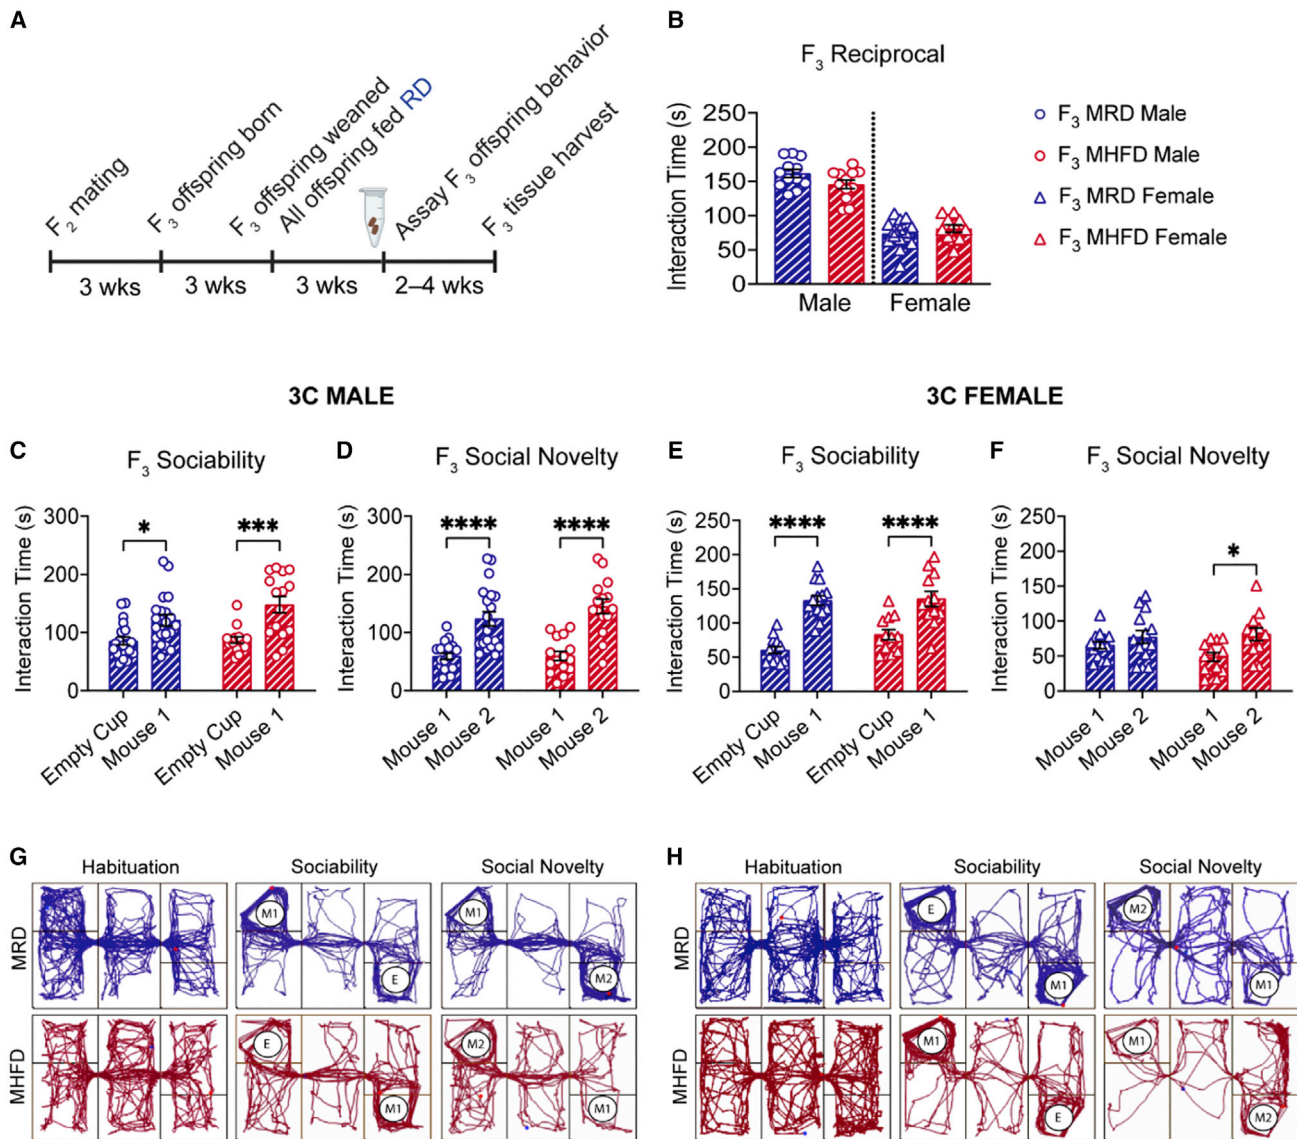 A
F2 mating
F3 offspring born
F3 offspring weaned
All offspring fed RD
Assay F3 offspring behavior
F3 tissue harvest
3 wks
3 wks
3 wks
2–4 wks
B
F3 Reciprocal
Interaction Time (s)
250
200
150
100
50
0
Male
Female
F3 MRD Male
F3 MHFD Male
F3 MRD Female
F3 MHFD Female
3C MALE
3C FEMALE
C
F3 Sociability
Interaction Time (s)
300
200
100
0
*
***
Empty Cup
Mouse 1
Empty Cup
Mouse 1
D
F3 Social Novelty
Interaction Time (s)
300
200
100
0
****
****
Mouse 1
Mouse 2
Mouse 1
Mouse 2
E
F3 Sociability
Interaction Time (s)
250
200
150
100
50
0
****
****
Empty Cup
Mouse 1
Empty Cup
Mouse 1
F
F3 Social Novelty
Interaction Time (s)
250
200
150
100
50
0
*
Mouse 1
Mouse 2
Mouse 1
Mouse 2
G
Habituation
Sociability
Social Novelty
MRD
M1
E
M1
M2
MHFD
E
M1
M2
M1
H
Habituation
Sociability
Social Novelty
MRD
E
M1
M2
M1
MHFD
M1
E
M1
M2